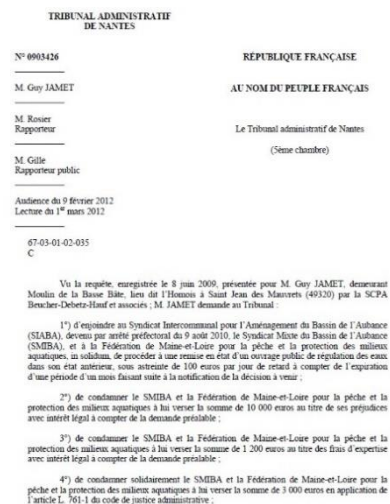 TRIBUNAL ADMINISTRATIF
DE NANTES
N° 0903426
M. Guy JAMET
M. Rosier
Rapporteur
M. Gille
Rapporteur public
Audience du 9 février 2012
Lecture du 1er mars 2012
67-03-01-02-035
C
RÉPUBLIQUE FRANÇAISE
AU NOM DU PEUPLE FRANÇAIS
Le Tribunal administratif de Nantes
(5ème chambre)
Vu la requête, enregistrée le 8 juin 2009, présentée pour M. Guy JAMET, demeurant
Moulin de la Basse Bâte, lieu dit l'Homois à Saint Jean des Mauvrets (49320) par la SCPA
Beucher-Debetz-Hauf et associés ; M. JAMET demande au Tribunal :
1°) d'enjoindre au Syndicat Intercommunal pour l'Aménagement du Bassin de l'Aubance
(SIABA), devenu par arrêté préfectoral du 9 août 2010, le Syndicat Mixte du Bassin de l'Aubance
(SMIBA), et à la Fédération de Maine-et-Loire pour la pêche et la protection des milieux
aquatiques, in solidum, de procéder à une remise en état d'un ouvrage public de régulation des eaux
dans son état antérieur, sous astreinte de 100 euros par jour de retard à compter de l'expiration
d'une période d'un mois faisant suite à la notification de la décision à venir ;
2°) de condamner le SMIBA et la Fédération de Maine-et-Loire pour la pêche et la
protection des milieux aquatiques à lui verser la somme de 10 000 euros au titre de ses préjudices
avec intérêt légal à compter de la demande préalable ;
3°) de condamner le SMIBA et la Fédération de Maine-et-Loire pour la pêche et la
protection des milieux aquatiques à lui verser la somme de 1 200 euros au titre des frais d'expertise
avec intérêt légal à compter de la demande préalable ;
4°) de condamner solidairement le SMIBA et la Fédération de Maine-et-Loire pour la
pêche et la protection des milieux aquatiques à lui verser la somme de 3 000 euros en application de
l'article L. 761-1 du code de justice administrative ;